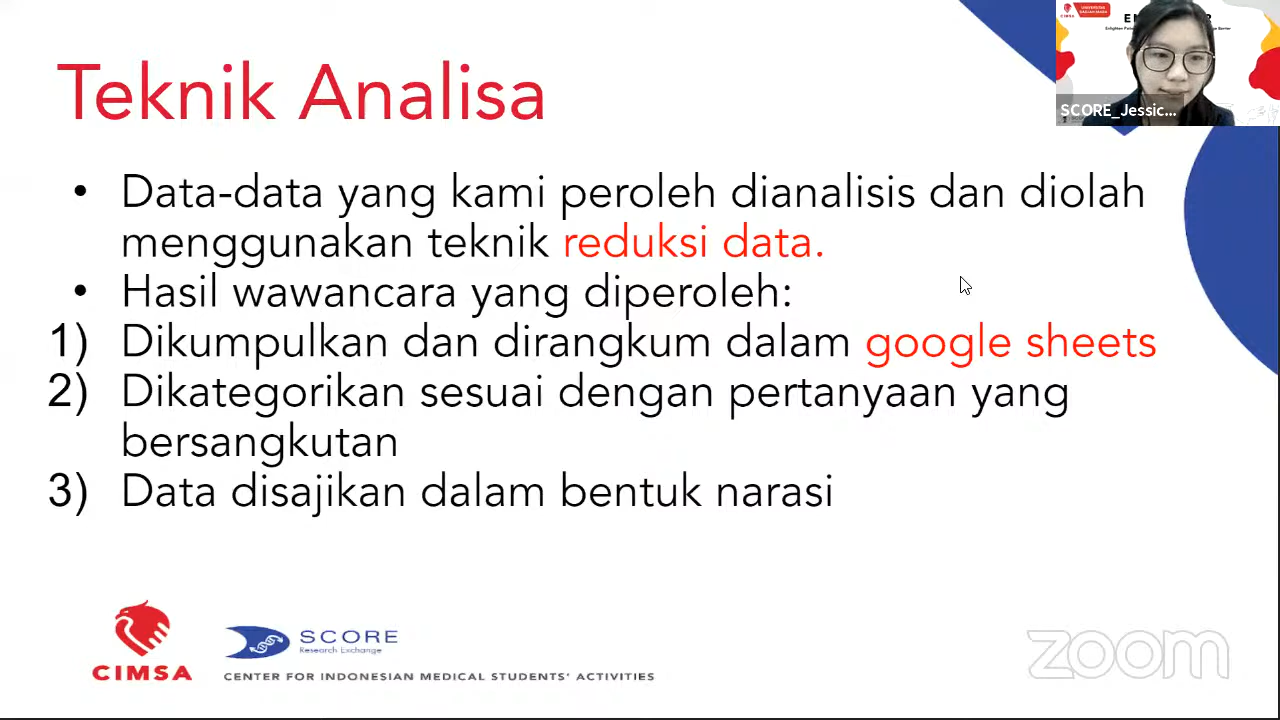 Teknik Analisa
• Data-data yang kami peroleh dianalisis dan diolah
menggunakan teknik reduksi data.
• Hasil wawancara yang diperoleh:
1) Dikumpulkan dan dirangkum dalam google sheets
2) Dikategorikan sesuai dengan pertanyaan yang
bersangkutan
3) Data disajikan dalam bentuk narasi
CIMSA
SCORE
Research Exchange
CENTER FOR INDONESIAN MEDICAL STUDENTS' ACTIVITIES
zoom
CIMSA
SCORE_Jessic...